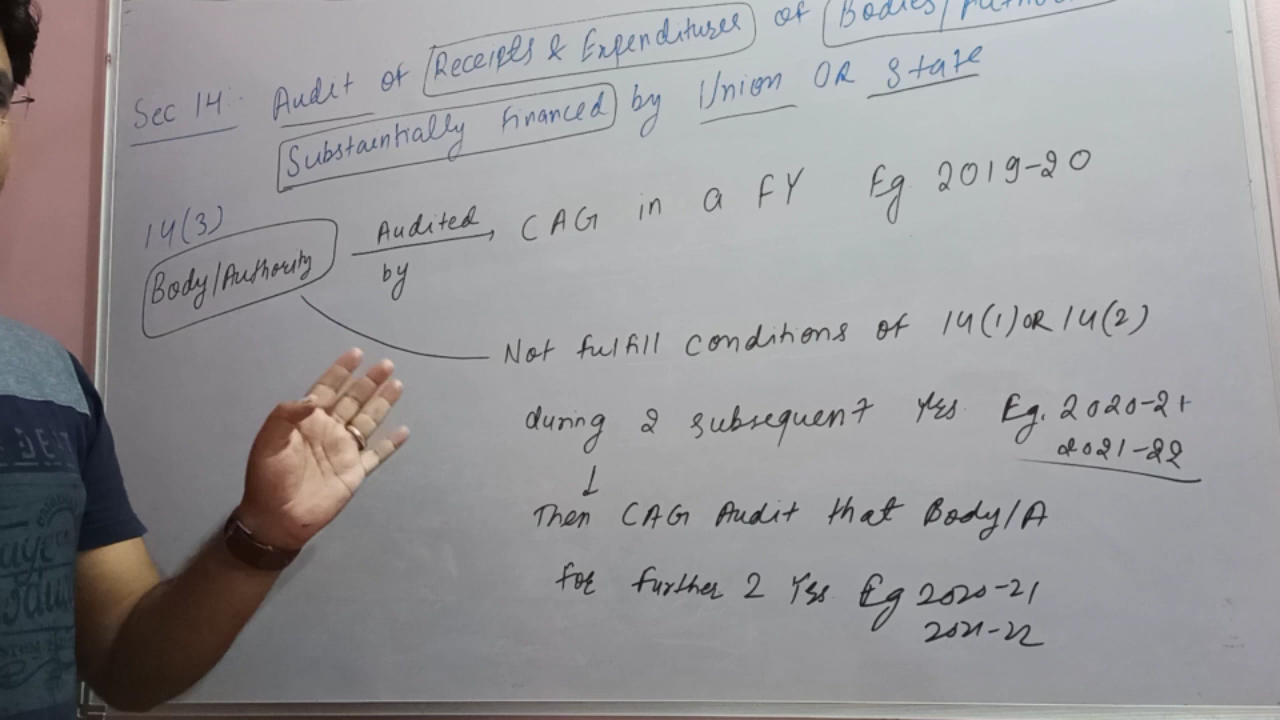 Sec 14. Audit of Receipts & Expenditures of Bodies/
Substaintially financed by Union OR State
14(3)
Body/Authority Audited by CAG in a FY Eg 2019-20
Not fulfill conditions of 14(1) OR 14(2)
during 2 subsequent Yrs Eg. 2020-21
2021-22
Then CAG Audit that Body/A
for further 2 Yrs Eg 2020-21
2021-22